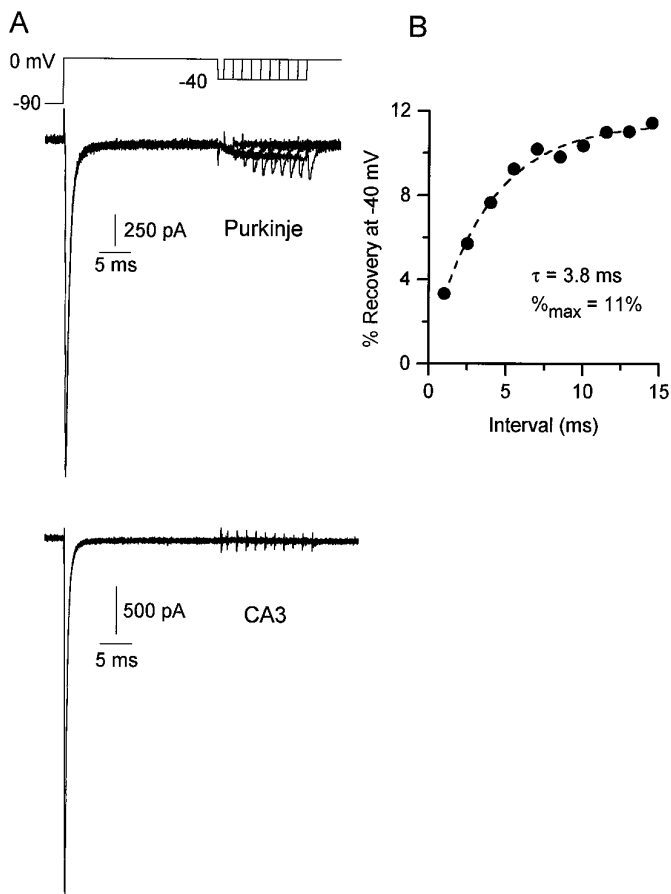 A
0 mV
-40
-90
250 pA
5 ms
Purkinje
500 pA
5 ms
CA3
B
% Recovery at -40 mV
12
8
4
0
τ = 3.8 ms
%max = 11%
0 5 10 15
Interval (ms)